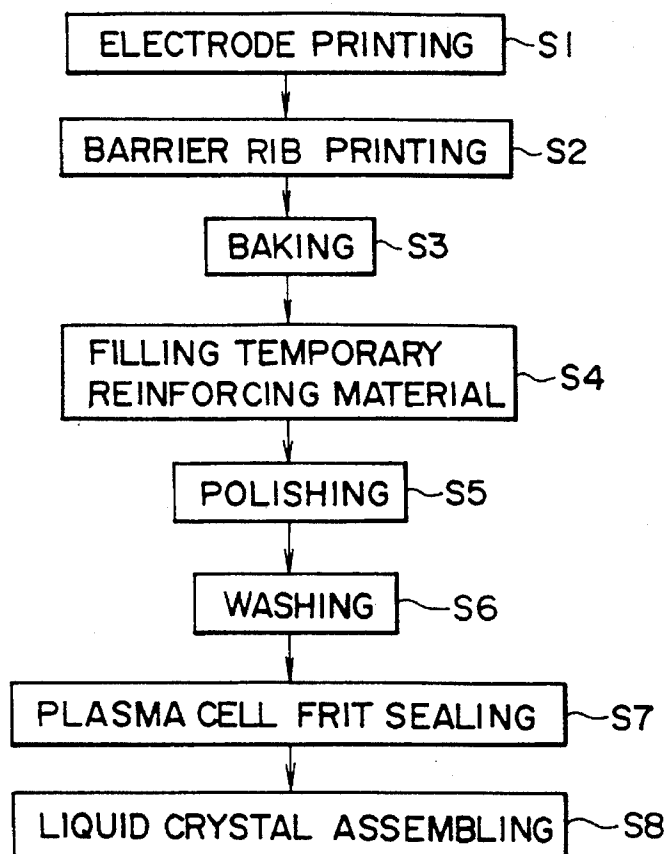 ELECTRODE PRINTING S1
BARRIER RIB PRINTING S2
BAKING S3
FILLING TEMPORARY
REINFORCING MATERIAL S4
POLISHING S5
WASHING S6
PLASMA CELL FRIT SEALING S7
LIQUID CRYSTAL ASSEMBLING S8